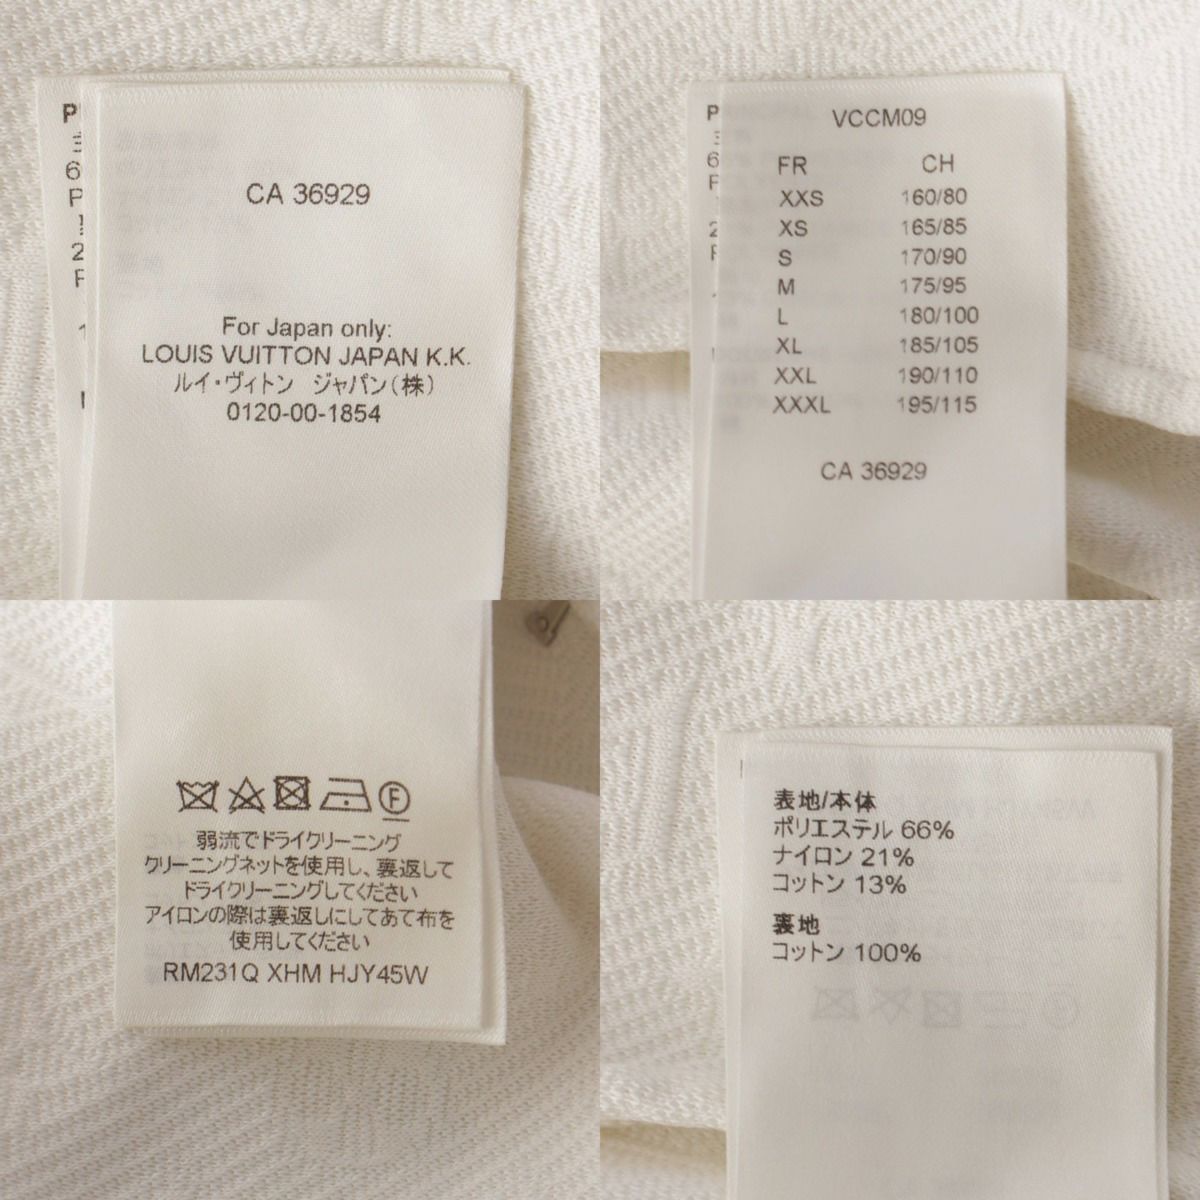 CA 36929
For Japan only:
LOUIS VUITTON JAPAN K.K.
ルイ・ヴィトン ジャパン(株)
0120-00-1854
VCCM09
FR CH
XXS 160/80
XS 165/85
S 170/90
M 175/95
L 180/100
XL 185/105
XXL 190/110
XXXL 195/115
CA 36929
弱流でドライクリーニング
クリーニングネットを使用し、裏返して
ドライクリーニングしてください
アイロンの際は裏返しにしてあて布を
使用してください
RM231Q XHM HJY45W
表地/本体
ポリエステル 66%
ナイロン 21%
コットン 13%
裏地
コットン 100%